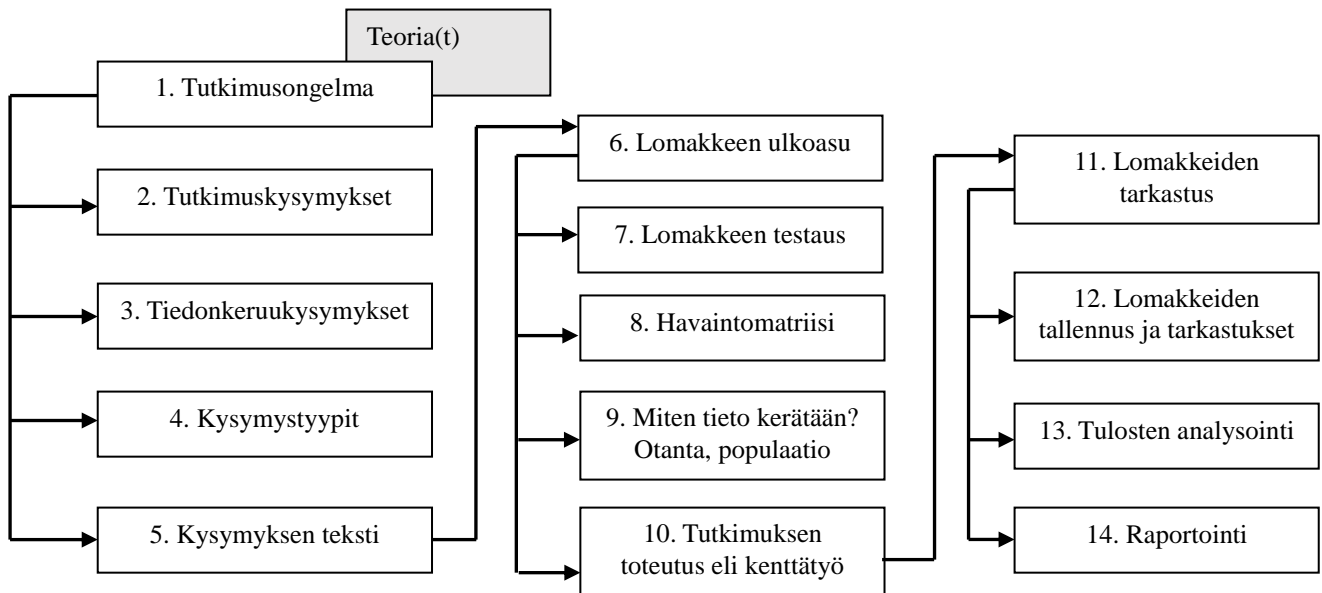 Teoria(t)
1. Tutkimusongelma
2. Tutkimuskysymykset
3. Tiedonkeruukysymykset
4. Kysymystyypit
5. Kysymyksen teksti
6. Lomakkeen ulkoasu
7. Lomakkeen testaus
8. Havaintomatriisi
9. Miten tieto kerätään?
Otanta, populaatio
10. Tutkimuksen
toteutus eli kenttätyö
11. Lomakkeiden
tarkastus
12. Lomakkeiden
tallennus ja tarkastukset
13. Tulosten analysointi
14. Raportointi